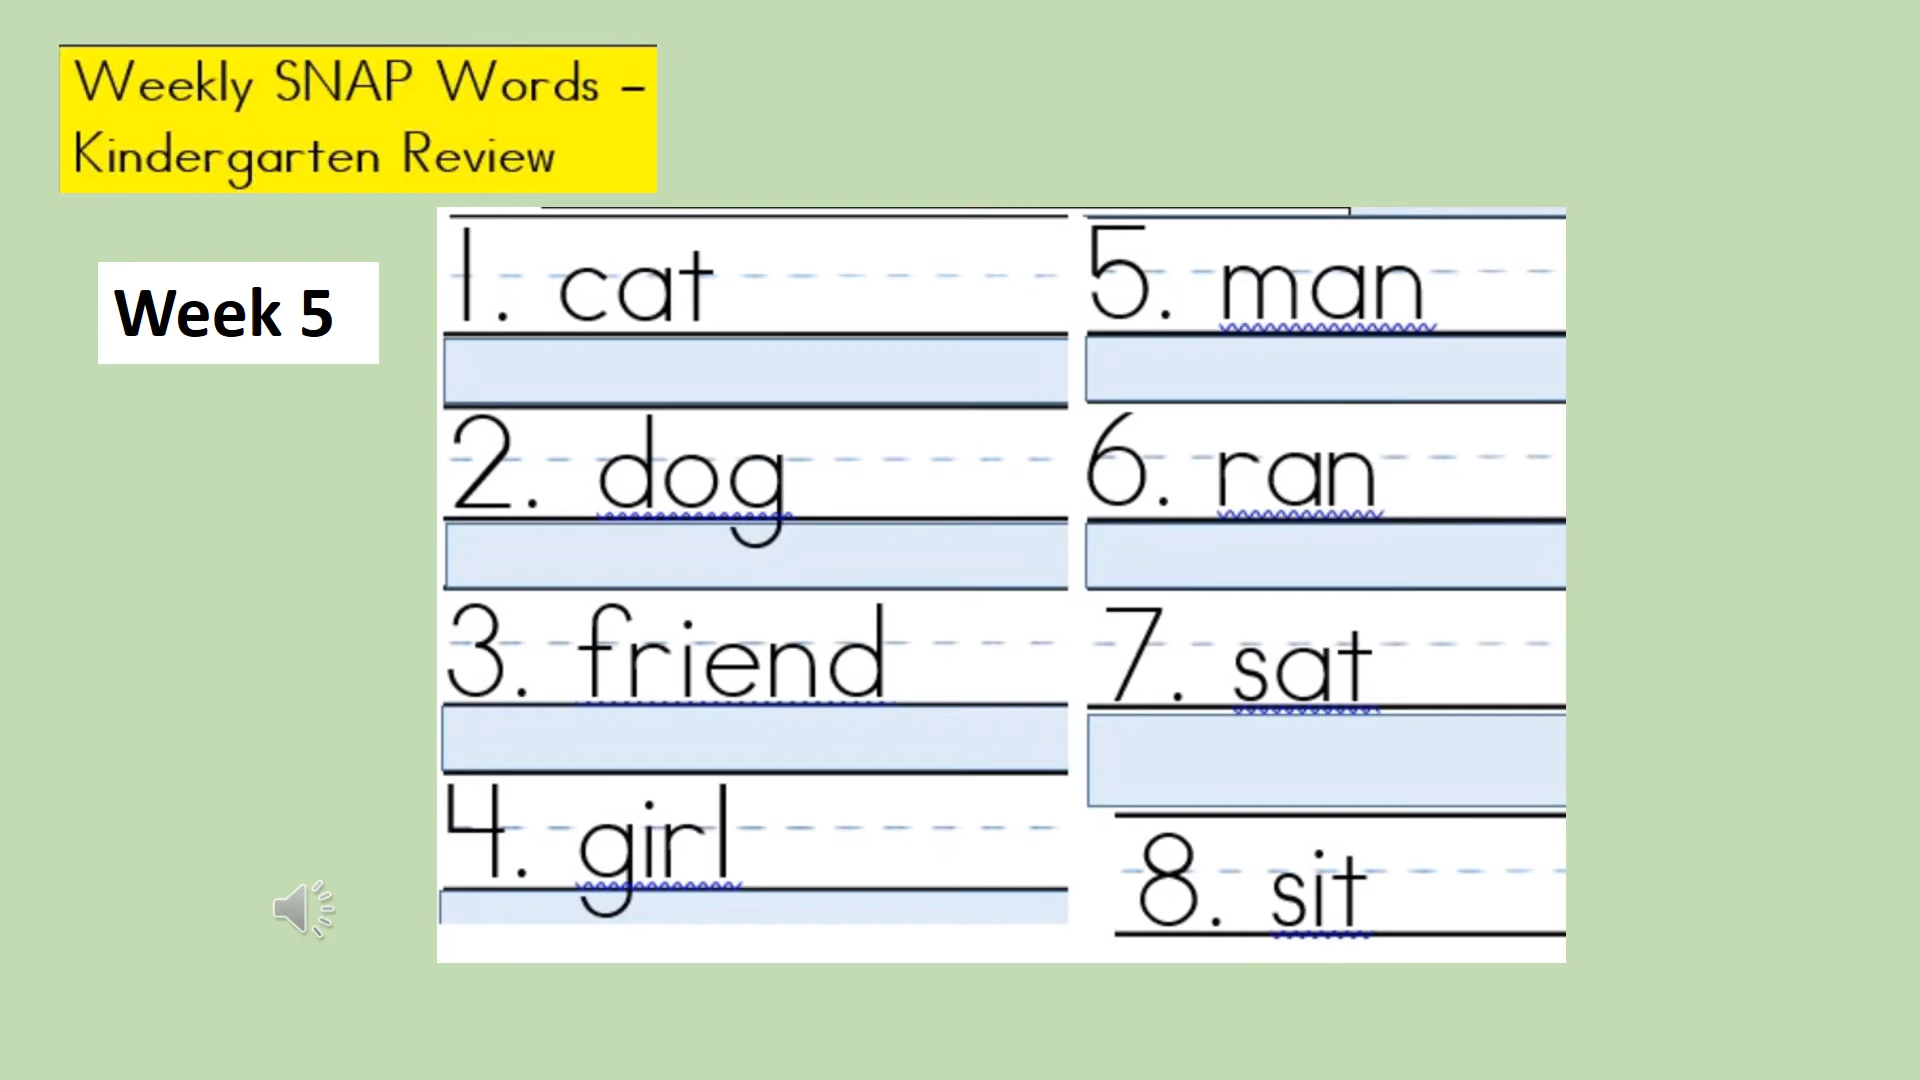 Weekly SNAP Words –
Kindergarten Review
Week 5
1. cat
2. dog
3. friend
4. girl
5. man
6. ran
7. sat
8. sit